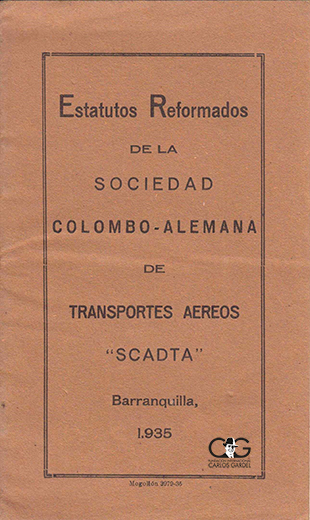 Estatutos Reformados
DE LA
SOCIEDAD
COLOMBO-ALEMANA
DE
TRANSPORTES AEREOS
"SCADTA"
Barranquilla,
1.935
CG
CARLOS GARDEL